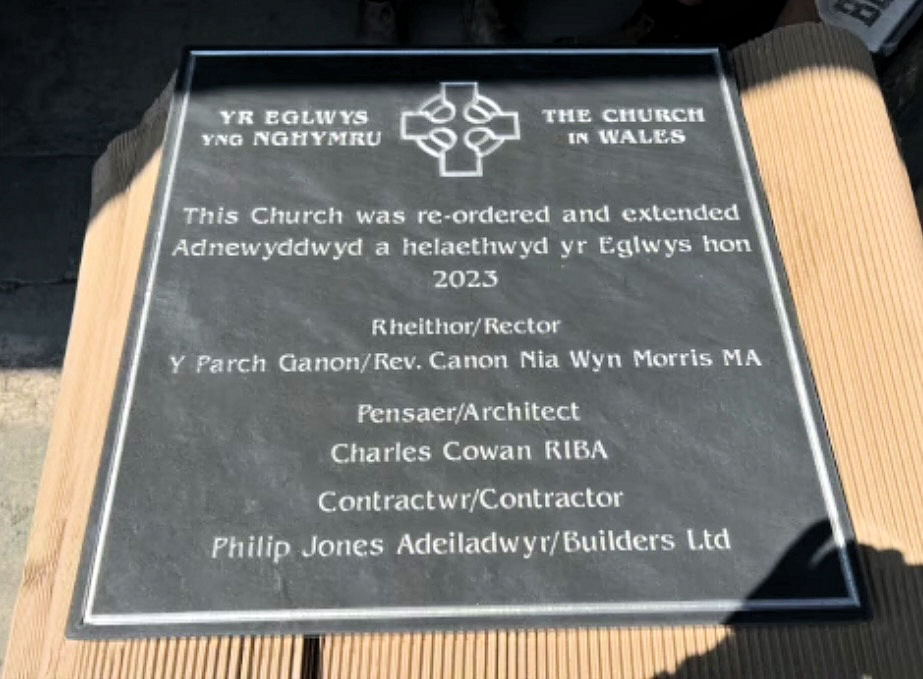 YR EGLWYS
YNG NGHYMRU
THE CHURCH
IN WALES
This Church was re-ordered and extended
Adnewyddwyd a helaethwyd yr Eglwys hon
2023
Rheithor/Rector
Y Parch Ganon/Rev. Canon Nia Wyn Morris MA
Pensaer/Architect
Charles Cowan RIBA
Contractwr/Contractor
Philip Jones Adeiladwyr/Builders Ltd